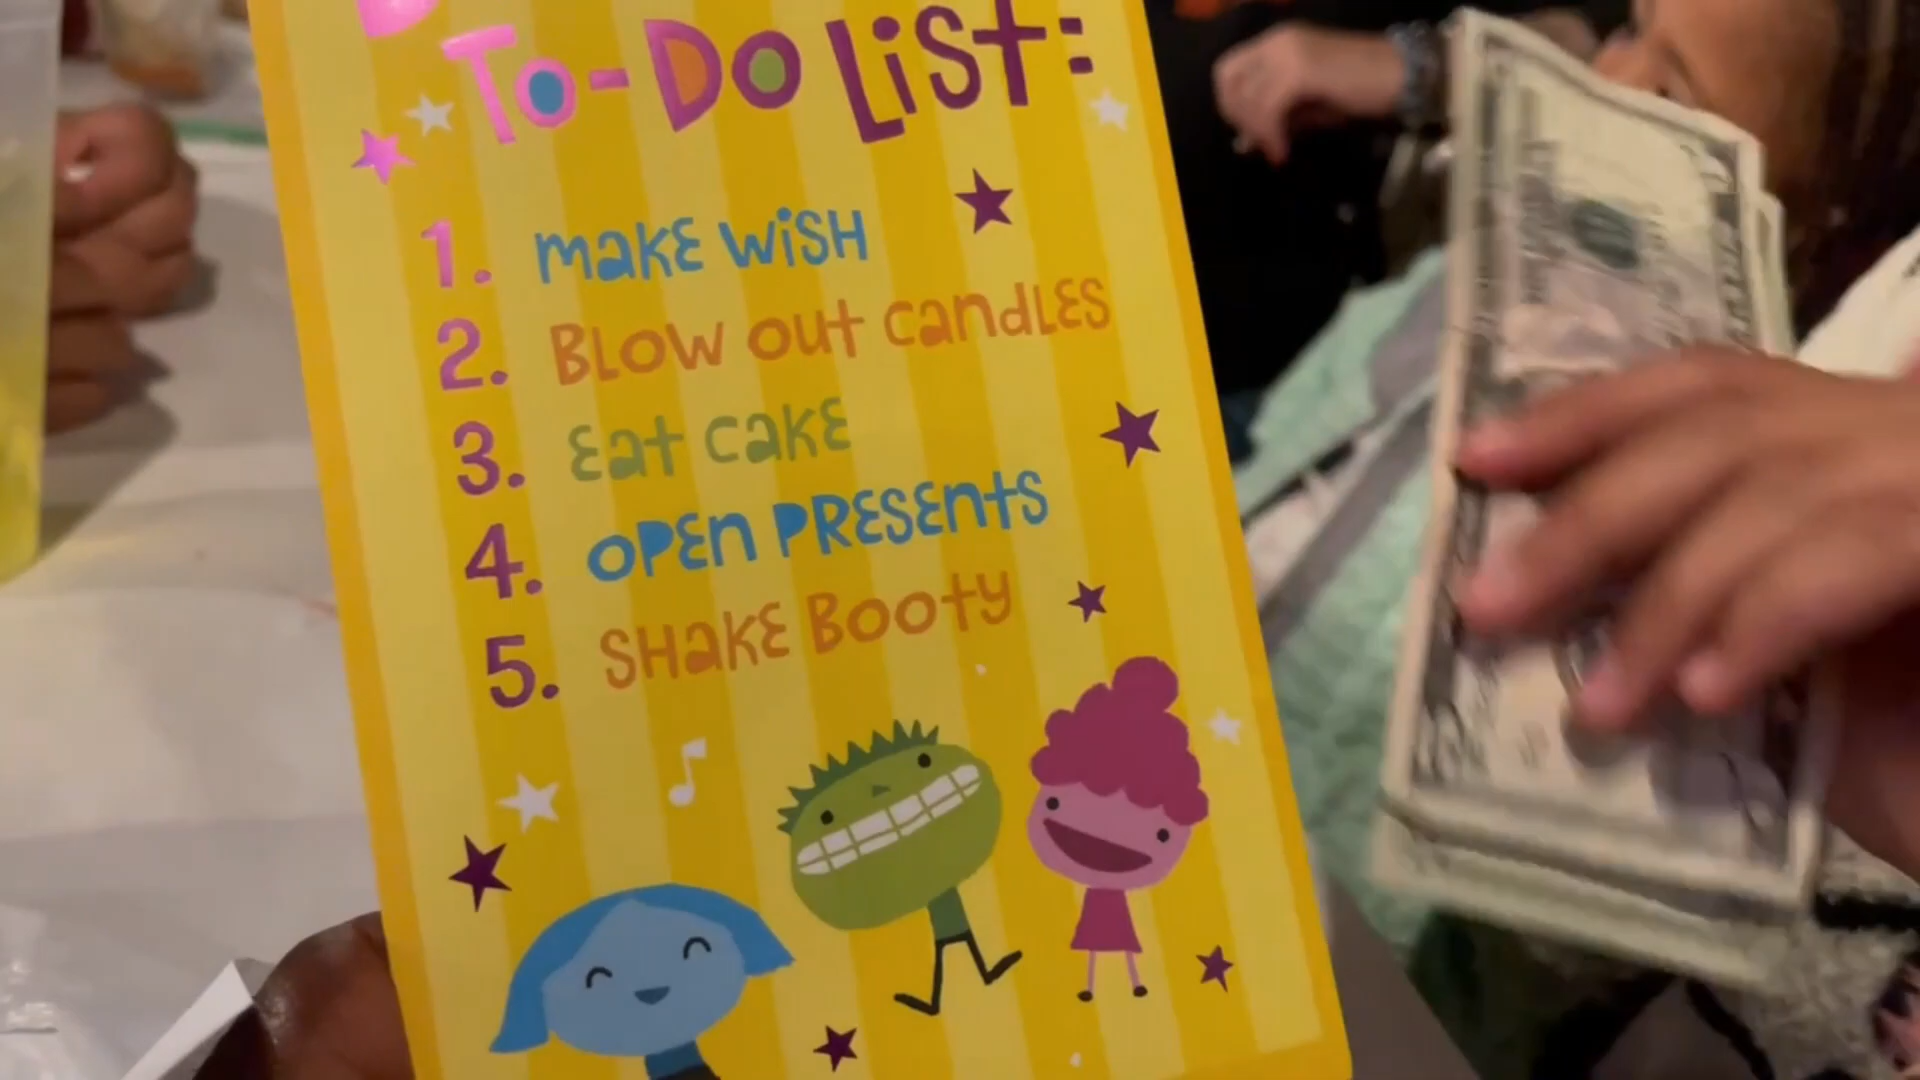 To-Do List:
1. Make Wish
2. Blow out candles
3. Eat cake
4. Open Presents
5. Shake Booty